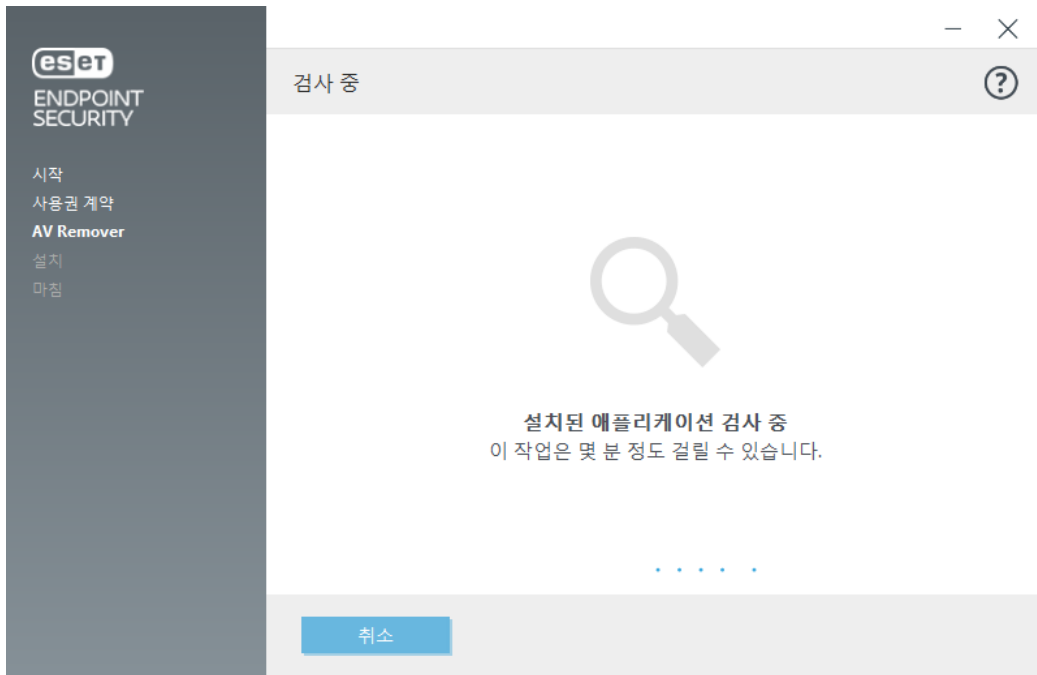 eset
ENDPOINT
SECURITY
시작
사용권 계약
AV Remover
설치
마침
검사 중
?
설치된 애플리케이션 검사 중
이 작업은 몇 분 정도 걸릴 수 있습니다.
취소